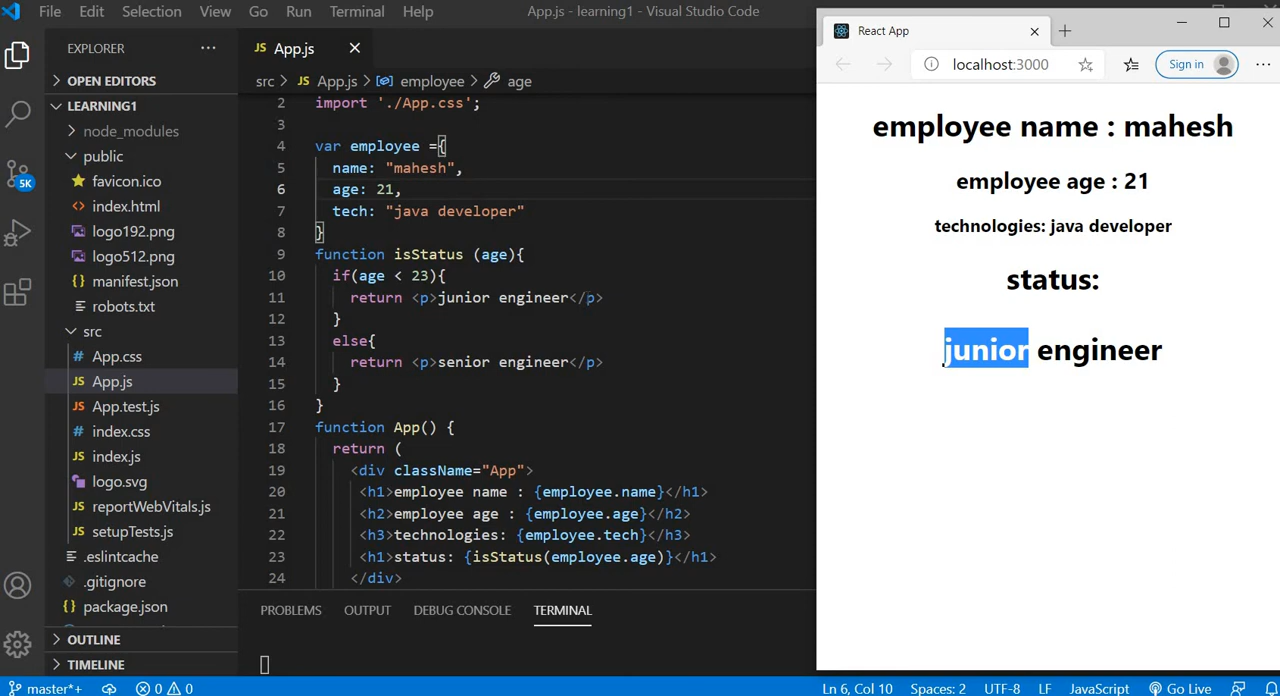 File Edit Selection View Go Run Terminal Help
App.js - learning1 - Visual Studio Code
EXPLORER
OPEN EDITORS
LEARNING1
node_modules
public
favicon.ico
index.html
logo192.png
logo512.png
manifest.json
robots.txt
src
App.css
App.js
App.test.js
index.css
index.js
logo.svg
reportWebVitals.js
setupTests.js
.eslintcache
.gitignore
package.json
OUTLINE
TIMELINE
5K
JS App.js
src > JS App.js > employee > age
2 import './App.css';
3
4 var employee ={
5 name: "mahesh",
6 age: 21,
7 tech: "java developer"
8 }
9 function isStatus (age){
10 if(age < 23){
11 return <p>junior engineer</p>
12 }
13 else{
14 return <p>senior engineer</p>
15 }
16 }
17 function App() {
18 return (
19 <div className="App">
20 <h1>employee name : {employee.name}</h1>
21 <h2>employee age : {employee.age}</h2>
22 <h3>technologies: {employee.tech}</h3>
23 <h1>status: {isStatus(employee.age)}</h1>
24 </div>
PROBLEMS OUTPUT DEBUG CONSOLE TERMINAL
React App
localhost:3000
Sign in
employee name : mahesh
employee age : 21
technologies: java developer
status:
junior engineer
master*+ 0 0
Ln 6, Col 10 Spaces: 2 UTF-8 LF JavaScript Go Live